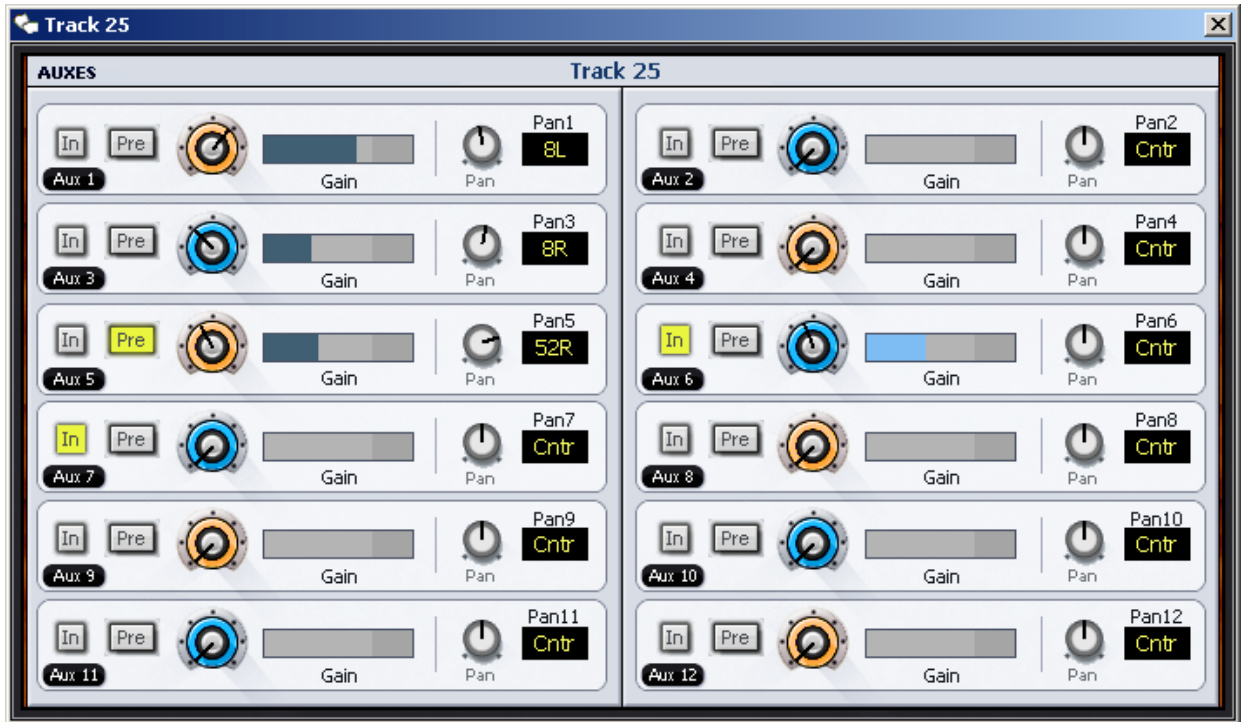 Track 25
AUXES Track 25
In Pre Pan1
8L
Aux 1 Gain Pan
In Pre Pan2
Cntr
Aux 2 Gain Pan
In Pre Pan3
8R
Aux 3 Gain Pan
In Pre Pan4
Cntr
Aux 4 Gain Pan
In Pre Pan5
52R
Aux 5 Gain Pan
In Pre Pan6
Cntr
Aux 6 Gain Pan
In Pre Pan7
Cntr
Aux 7 Gain Pan
In Pre Pan8
Cntr
Aux 8 Gain Pan
In Pre Pan9
Cntr
Aux 9 Gain Pan
In Pre Pan10
Cntr
Aux 10 Gain Pan
In Pre Pan11
Cntr
Aux 11 Gain Pan
In Pre Pan12
Cntr
Aux 12 Gain Pan